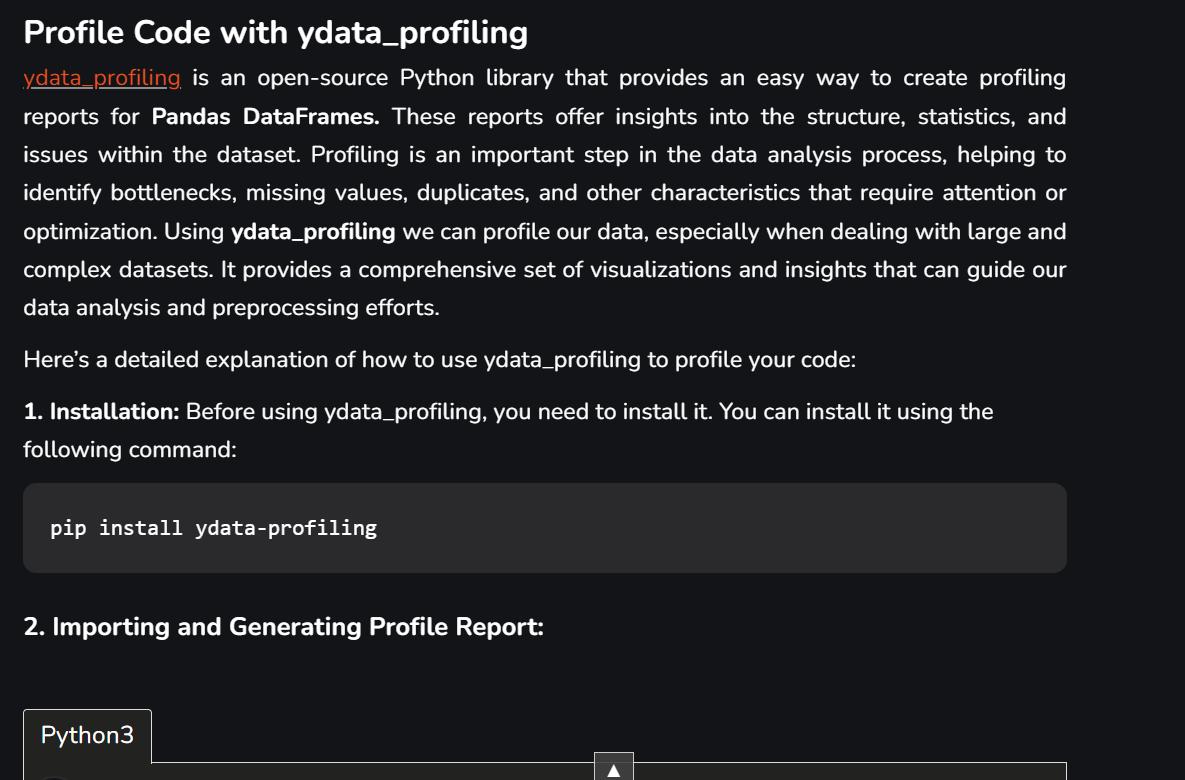 Profile Code with ydata_profiling
ydata_profiling is an open-source Python library that provides an easy way to create profiling
reports for Pandas DataFrames. These reports offer insights into the structure, statistics, and
issues within the dataset. Profiling is an important step in the data analysis process, helping to
identify bottlenecks, missing values, duplicates, and other characteristics that require attention or
optimization. Using ydata_profiling we can profile our data, especially when dealing with large and
complex datasets. It provides a comprehensive set of visualizations and insights that can guide our
data analysis and preprocessing efforts.
Here’s a detailed explanation of how to use ydata_profiling to profile your code:
1. Installation: Before using ydata_profiling, you need to install it. You can install it using the
following command:
pip install ydata-profiling
2. Importing and Generating Profile Report:
Python3